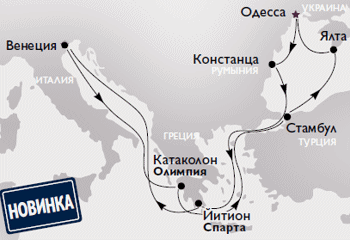 Одесса
УКРАИНА
Ялта
Венеция
Констанца
РУМЫНИЯ
ИТАЛИЯ
Стамбул
ТУРЦИЯ
ГРЕЦИЯ
Катаколон
Олимпия
Иитион
Спарта
НОВИНКА